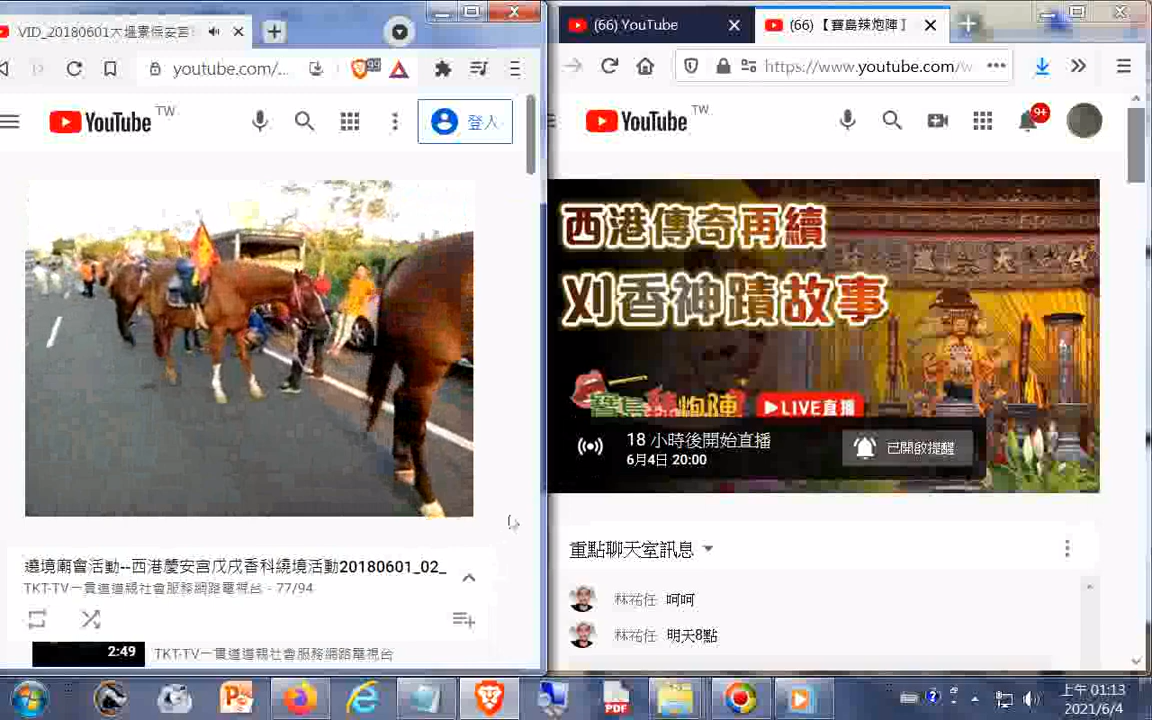 VID_20180601大塭寮保安宮
youtube.com/...
99
YouTube TW
登入
遶境廟會活動--西港慶安宮戊戌香科繞境活動20180601_02_
TKT-TV一貫道道親社會服務網路電視台 - 77/94
2:49
TKT-TV一貫道道親社會服務網路電視台
(66) YouTube
(66) 【寶島辣炮陣】
https://www.youtube.com/w
YouTube TW
9+
西港傳奇再續
刈香神蹟故事
寶島辣炮陣
LIVE直播
18 小時後開始直播
6月4日 20:00
已開啟提醒
重點聊天室訊息
林祐任 呵呵
林祐任 明天8點
PDF
上午 01:13
2021/6/4